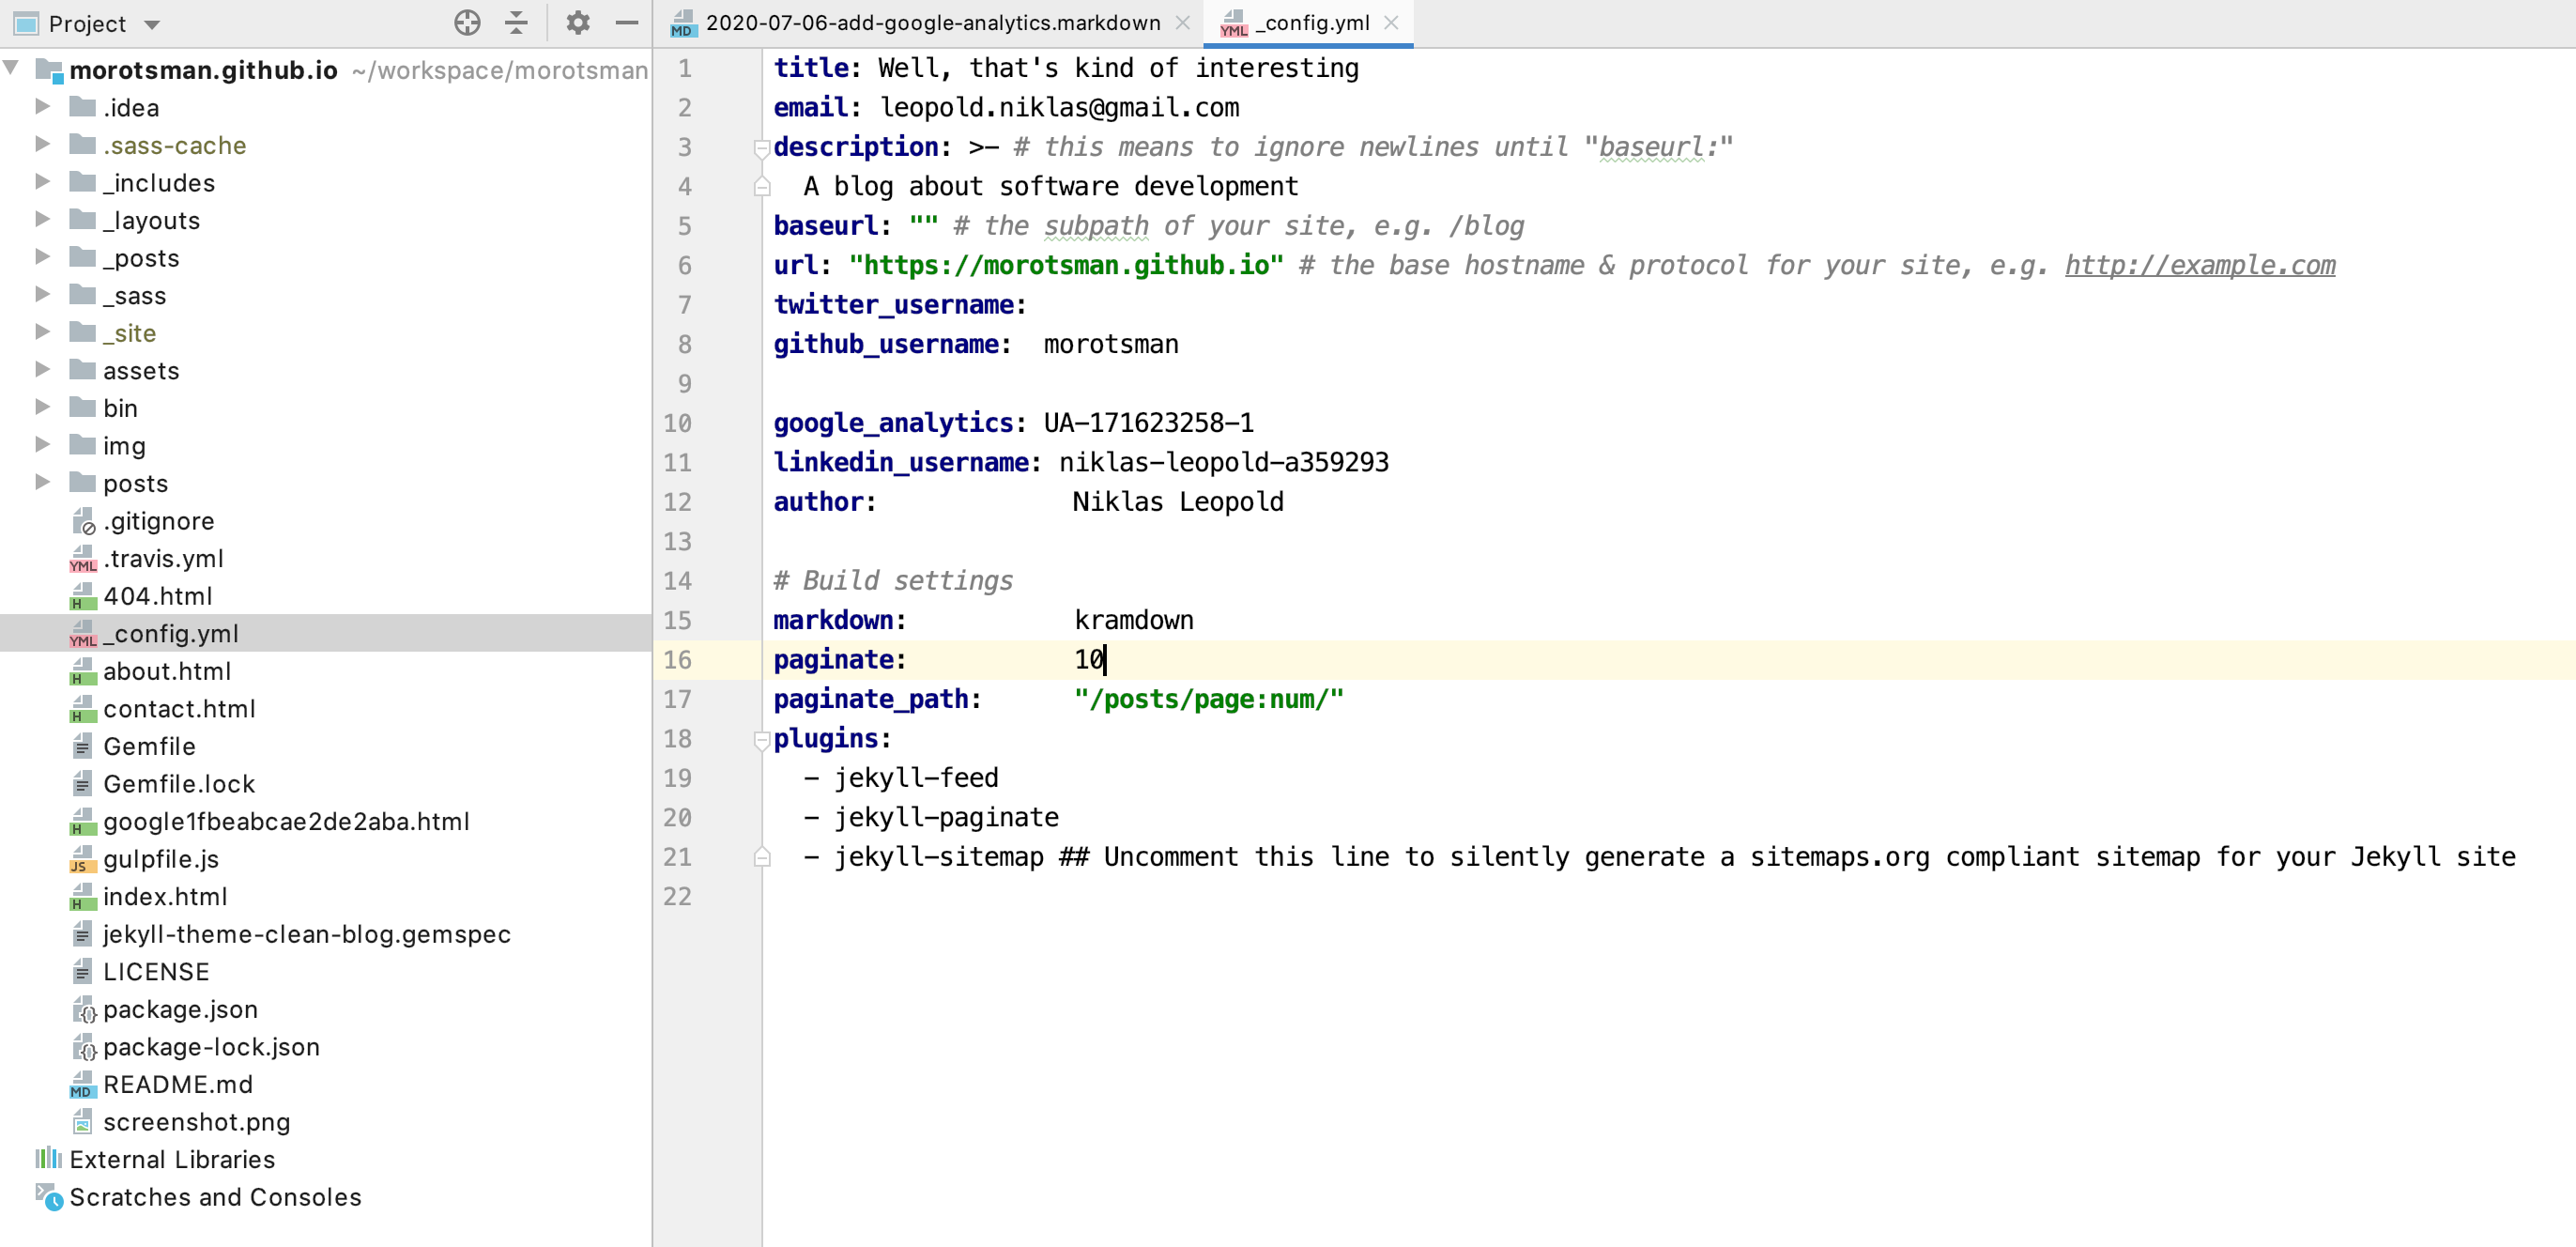 Project
morotsman.github.io ~/workspace/morotsman
.idea
.sass-cache
_includes
_layouts
_posts
_sass
_site
assets
bin
img
posts
.gitignore
YML .travis.yml
H 404.html
YML _config.yml
H about.html
H contact.html
Gemfile
Gemfile.lock
H google1fbeabcae2de2aba.html
JS gulpfile.js
H index.html
jekyll-theme-clean-blog.gemspec
LICENSE
package.json
package-lock.json
MD README.md
screenshot.png
External Libraries
Scratches and Consoles
MD 2020-07-06-add-google-analytics.markdown
YML _config.yml
1 title: Well, that's kind of interesting
2 email: leopold.niklas@gmail.com
3 description: >- # this means to ignore newlines until "baseurl:"
4 A blog about software development
5 baseurl: "" # the subpath of your site, e.g. /blog
6 url: "https://morotsman.github.io" # the base hostname & protocol for your site, e.g. http://example.com
7 twitter_username:
8 github_username: morotsman
9
10 google_analytics: UA-171623258-1
11 linkedin_username: niklas-leopold-a359293
12 author: Niklas Leopold
13
14 # Build settings
15 markdown: kramdown
16 paginate: 10
17 paginate_path: "/posts/page:num/"
18 plugins:
19 - jekyll-feed
20 - jekyll-paginate
21 - jekyll-sitemap ## Uncomment this line to silently generate a sitemaps.org compliant sitemap for your Jekyll site
22